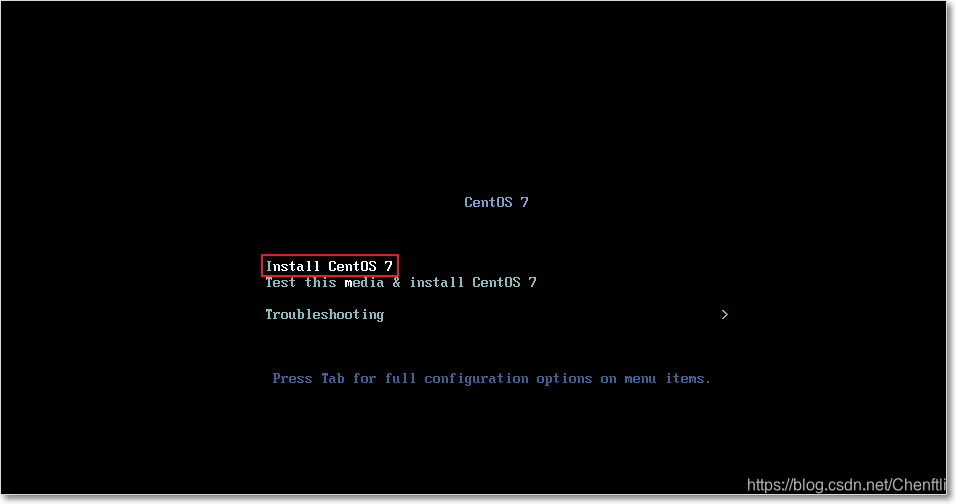 CentOS 7
Install CentOS 7
Test this media & install CentOS 7
Troubleshooting >
Press Tab for full configuration options on menu items.
https://blog.csdn.net/Chenftli